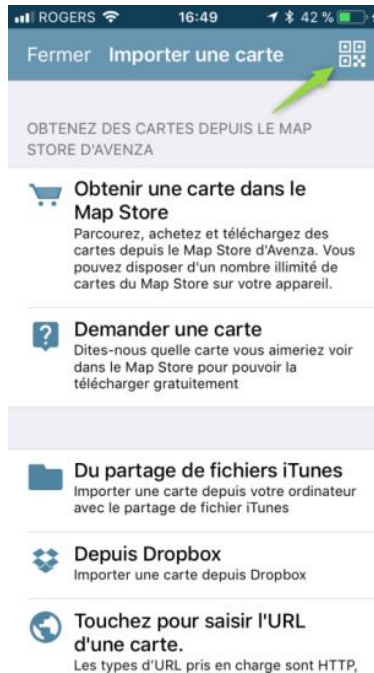 ROGERS 16:49 42 %
Fermer Importer une carte
OBTENEZ DES CARTES DEPUIS LE MAP
STORE D'AVENZA
Obtenir une carte dans le
Map Store
Parcourez, achetez et téléchargez des
cartes depuis le Map Store d'Avenza. Vous
pouvez disposer d'un nombre illimité de
cartes du Map Store sur votre appareil.
Demander une carte
Dites-nous quelle carte vous aimeriez voir
dans le Map Store pour pouvoir la
télécharger gratuitement
Du partage de fichiers iTunes
Importer une carte depuis votre ordinateur
avec le partage de fichier iTunes
Depuis Dropbox
Importer une carte depuis Dropbox
Touchez pour saisir l'URL
d'une carte.
Les types d'URL pris en charge sont HTTP,